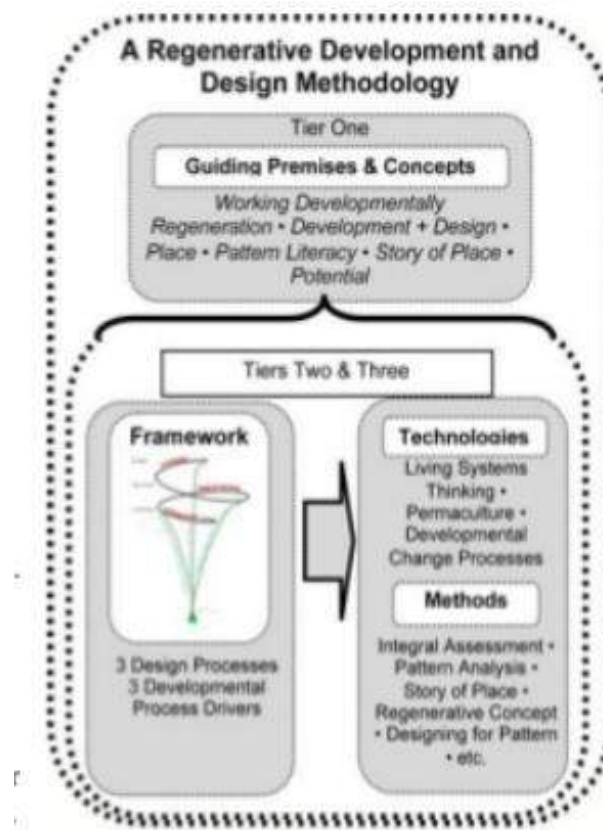 A Regenerative Development and
Design Methodology
Tier One
Guiding Premises & Concepts
Working Developmentally
Regeneration • Development + Design •
Place • Pattern Literacy • Story of Place •
Potential
Tiers Two & Three
Framework
3 Design Processes
3 Developmental
Process Drivers
Technologies
Living Systems
Thinking •
Permaculture •
Developmental
Change Processes
Methods
Integral Assessment •
Pattern Analysis •
Story of Place •
Regenerative Concept
• Designing for Pattern
• etc.